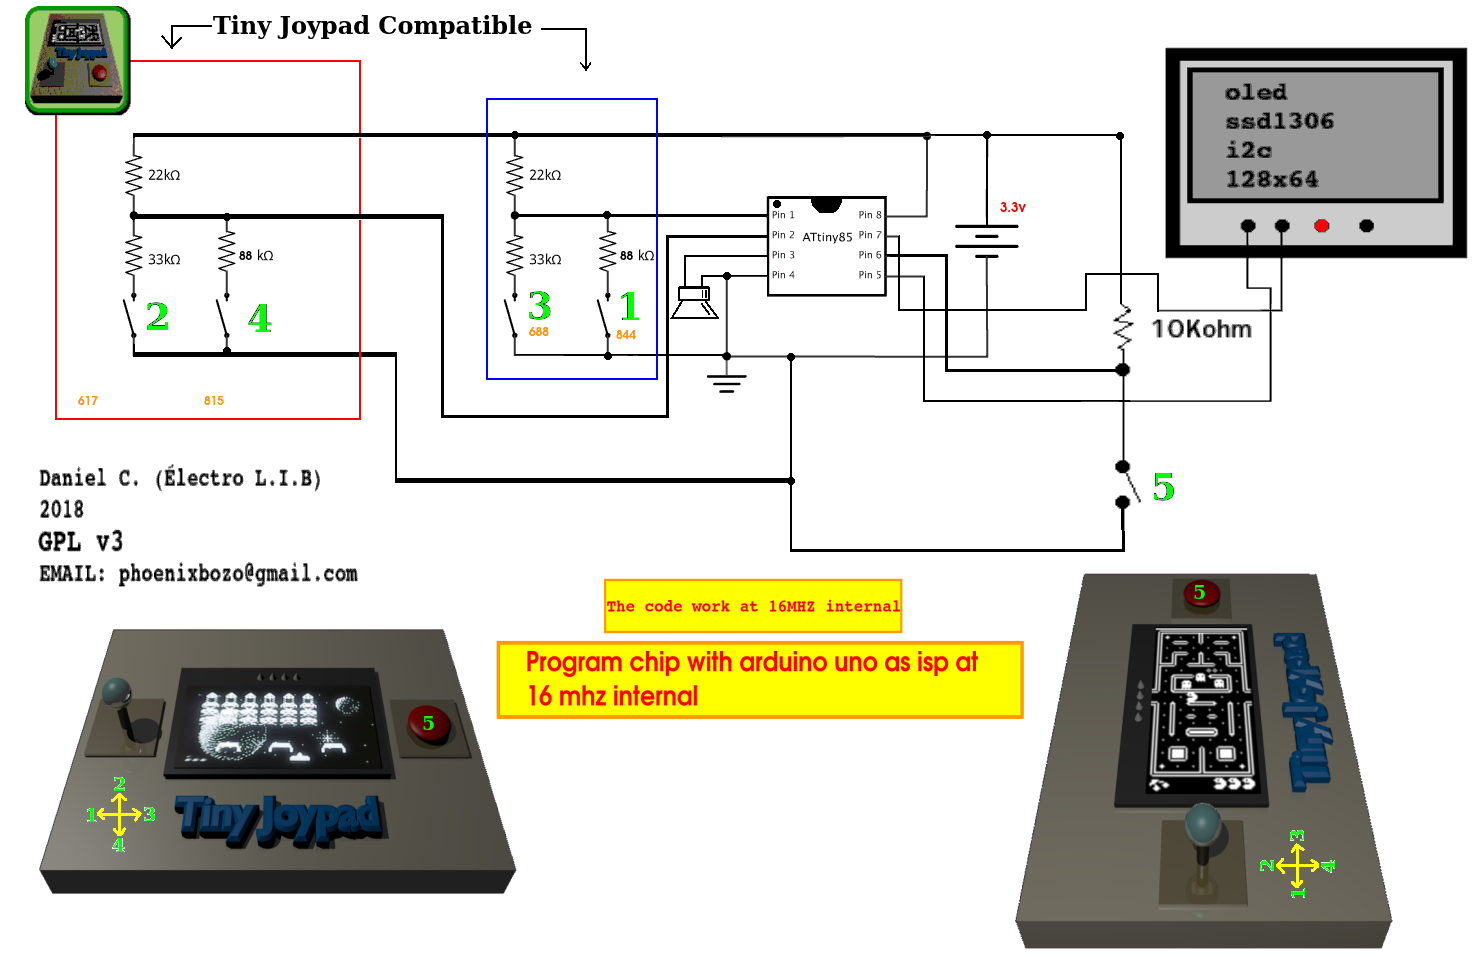 Tiny Joypad Compatible
Tiny Joypad
oled
ssd1306
i2c
128x64
22kΩ
33kΩ
88 kΩ
2
4
617
815
22kΩ
33kΩ
88 kΩ
3
688
1
844
Pin 1
Pin 2
Pin 3
Pin 4
ATtiny85
Pin 8
Pin 7
Pin 6
Pin 5
3.3v
10Kohm
5
Daniel C. (Électro L.I.B)
2018
GPL v3
EMAIL: phoenixbozo@gmail.com
The code work at 16MHZ internal
Program chip with arduino uno as isp at
16 mhz internal
5
2
1
3
4
Tiny Joypad
5
Tiny Joypad
3
2
4
1